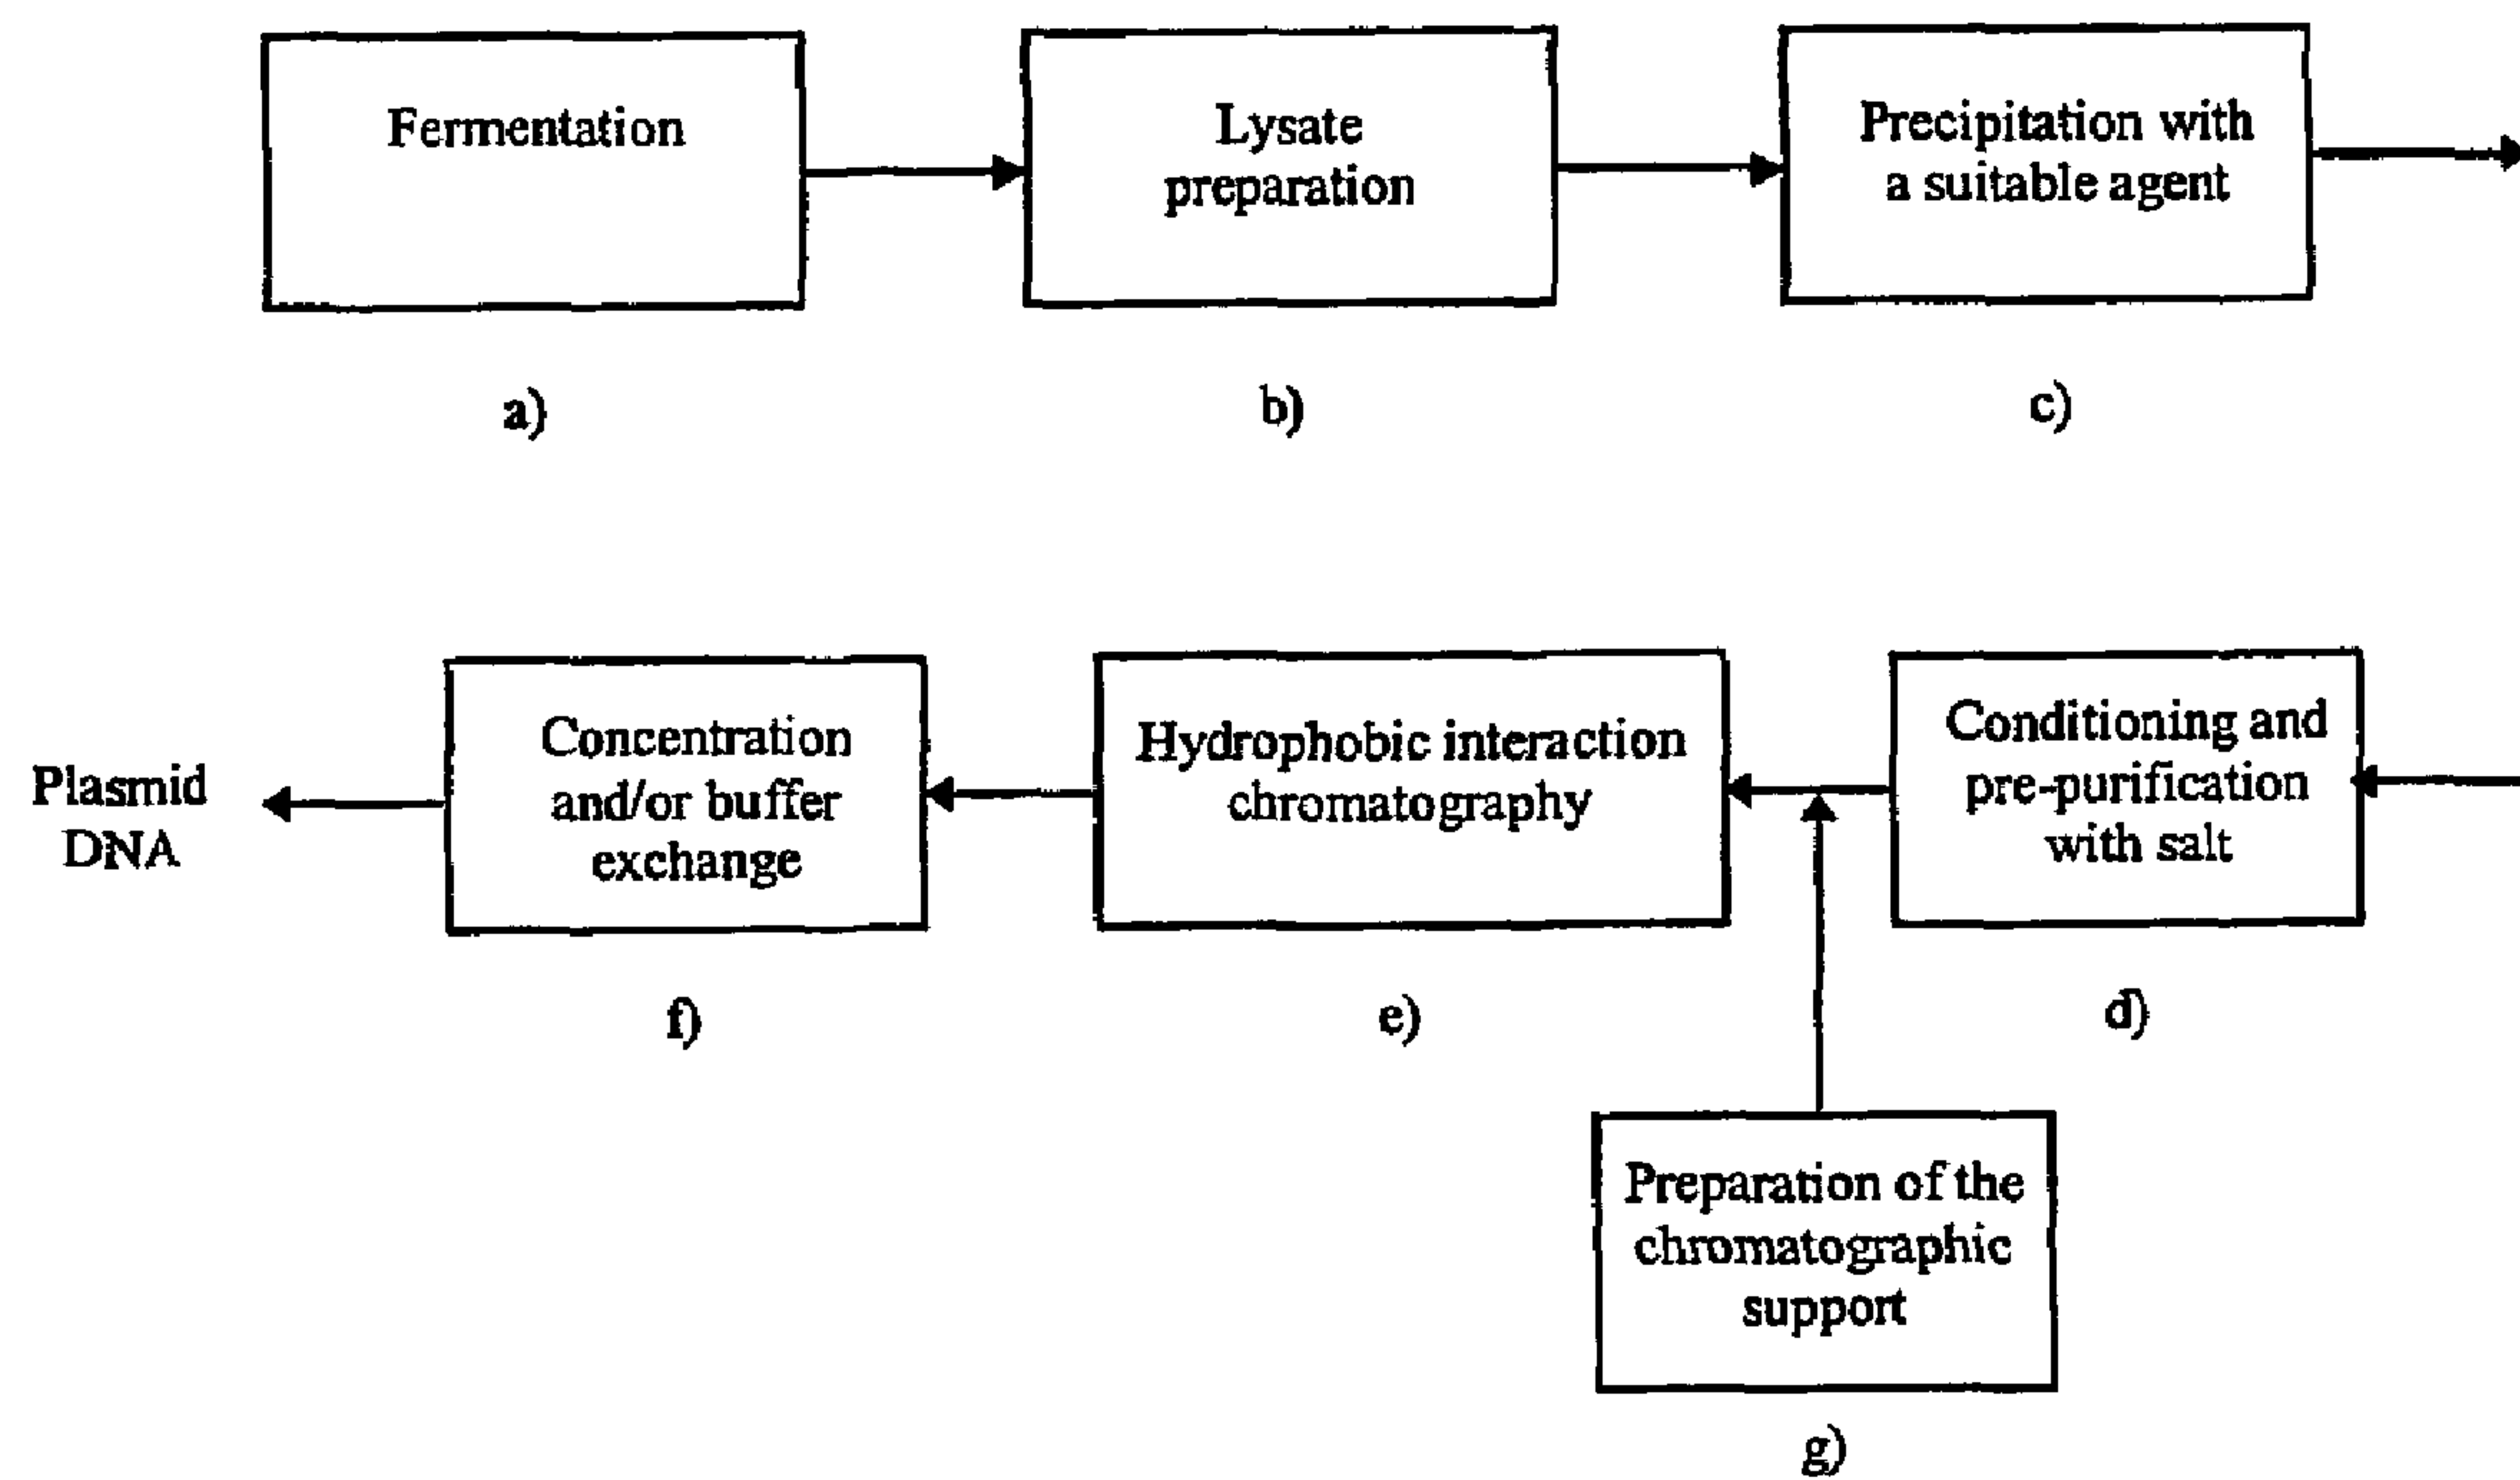 Fermentation
a)
Lysate
preparation
b)
Precipitation with
a suitable agent
c)
Conditioning and
pre-purification
with salt
d)
Hydrophobic interaction
chromatography
e)
Concentration
and/or buffer
exchange
f)
Plasmid
DNA
Preparation of the
chromatographic
support
g)